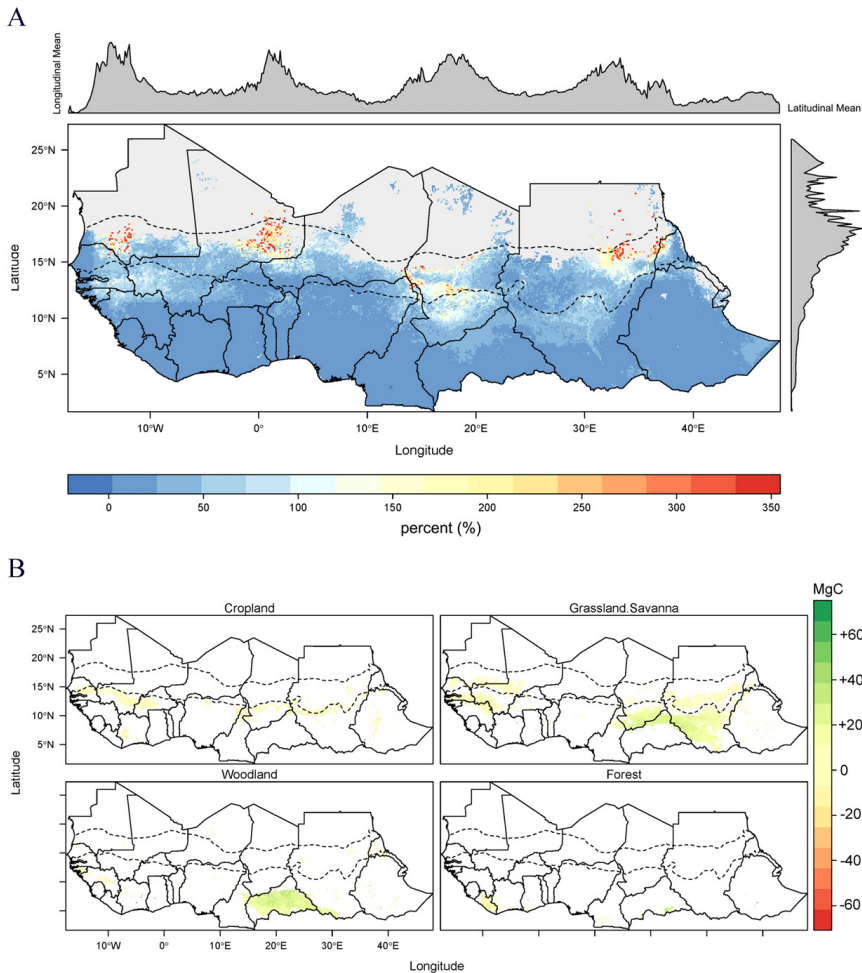 A
Longitudinal Mean
Latitudinal Mean
25°N
20°N
15°N
10°N
5°N
Latitude
10°W
0°
10°E
20°E
30°E
40°E
Longitude
0
50
100
150
200
250
300
350
percent (%)
B
MgC
Cropland
Grassland.Savanna
25°N
20°N
15°N
10°N
5°N
Latitude
Woodland
Forest
+60
+40
+20
0
-20
-40
-60
10°W
0°
10°E
20°E
30°E
40°E
Longitude